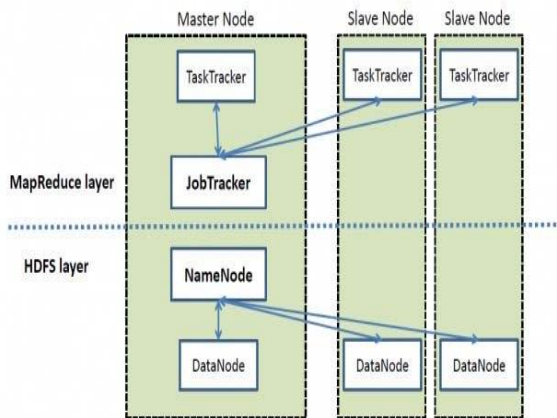 Master Node
Slave Node
Slave Node
TaskTracker
TaskTracker
TaskTracker
MapReduce layer
JobTracker
HDFS layer
NameNode
DataNode
DataNode
DataNode